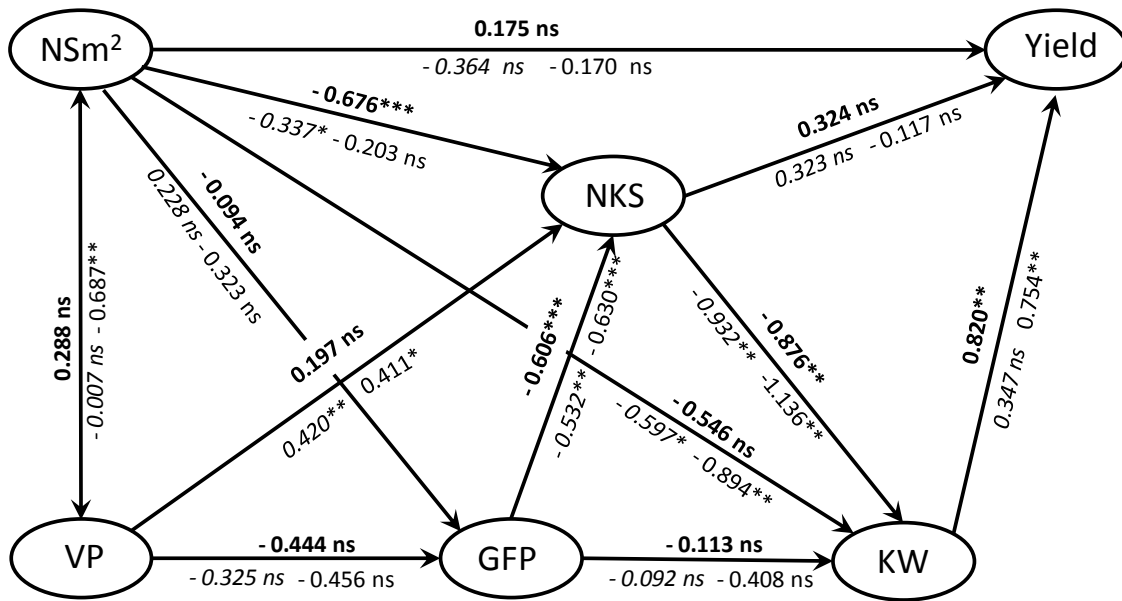 NSm²
Yield
0.175 ns
- 0.364 ns - 0.170 ns
- 0.676***
- 0.337* - 0.203 ns
0.324 ns
0.323 ns - 0.117 ns
NKS
- 0.094 ns
0.228 ns - 0.323 ns
0.288 ns
- 0.007 ns - 0.687**
0.197 ns
0.420** 0.411*
- 0.606***
- 0.532** - 0.630***
- 0.876**
- 0.932** -1.136**
- 0.546 ns
- 0.597* - 0.894**
0.820**
0.347 ns 0.754**
VP
- 0.444 ns
- 0.325 ns - 0.456 ns
GFP
- 0.113 ns
- 0.092 ns - 0.408 ns
KW